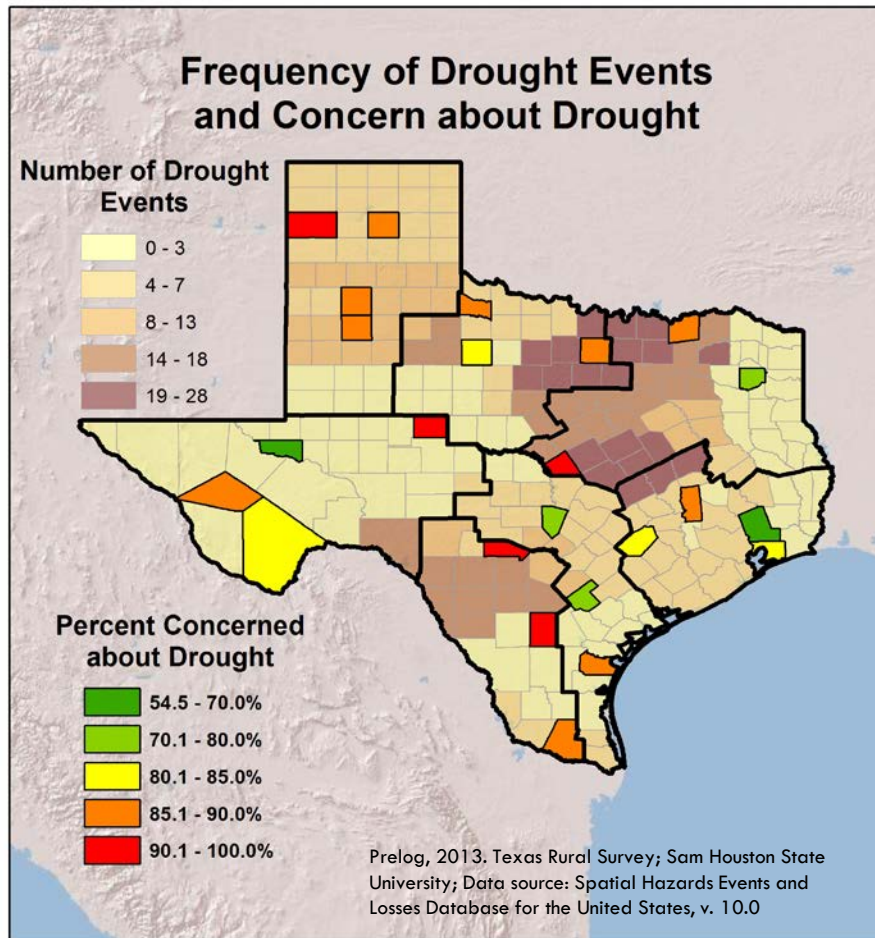 Frequency of Drought Events
and Concern about Drought
Number of Drought
Events
0 - 3
4 - 7
8 - 13
14 - 18
19 - 28
Percent Concerned
about Drought
54.5 - 70.0%
70.1 - 80.0%
80.1 - 85.0%
85.1 - 90.0%
90.1 - 100.0%
Prelog, 2013. Texas Rural Survey; Sam Houston State
University; Data source: Spatial Hazards Events and
Losses Database for the United States, v. 10.0